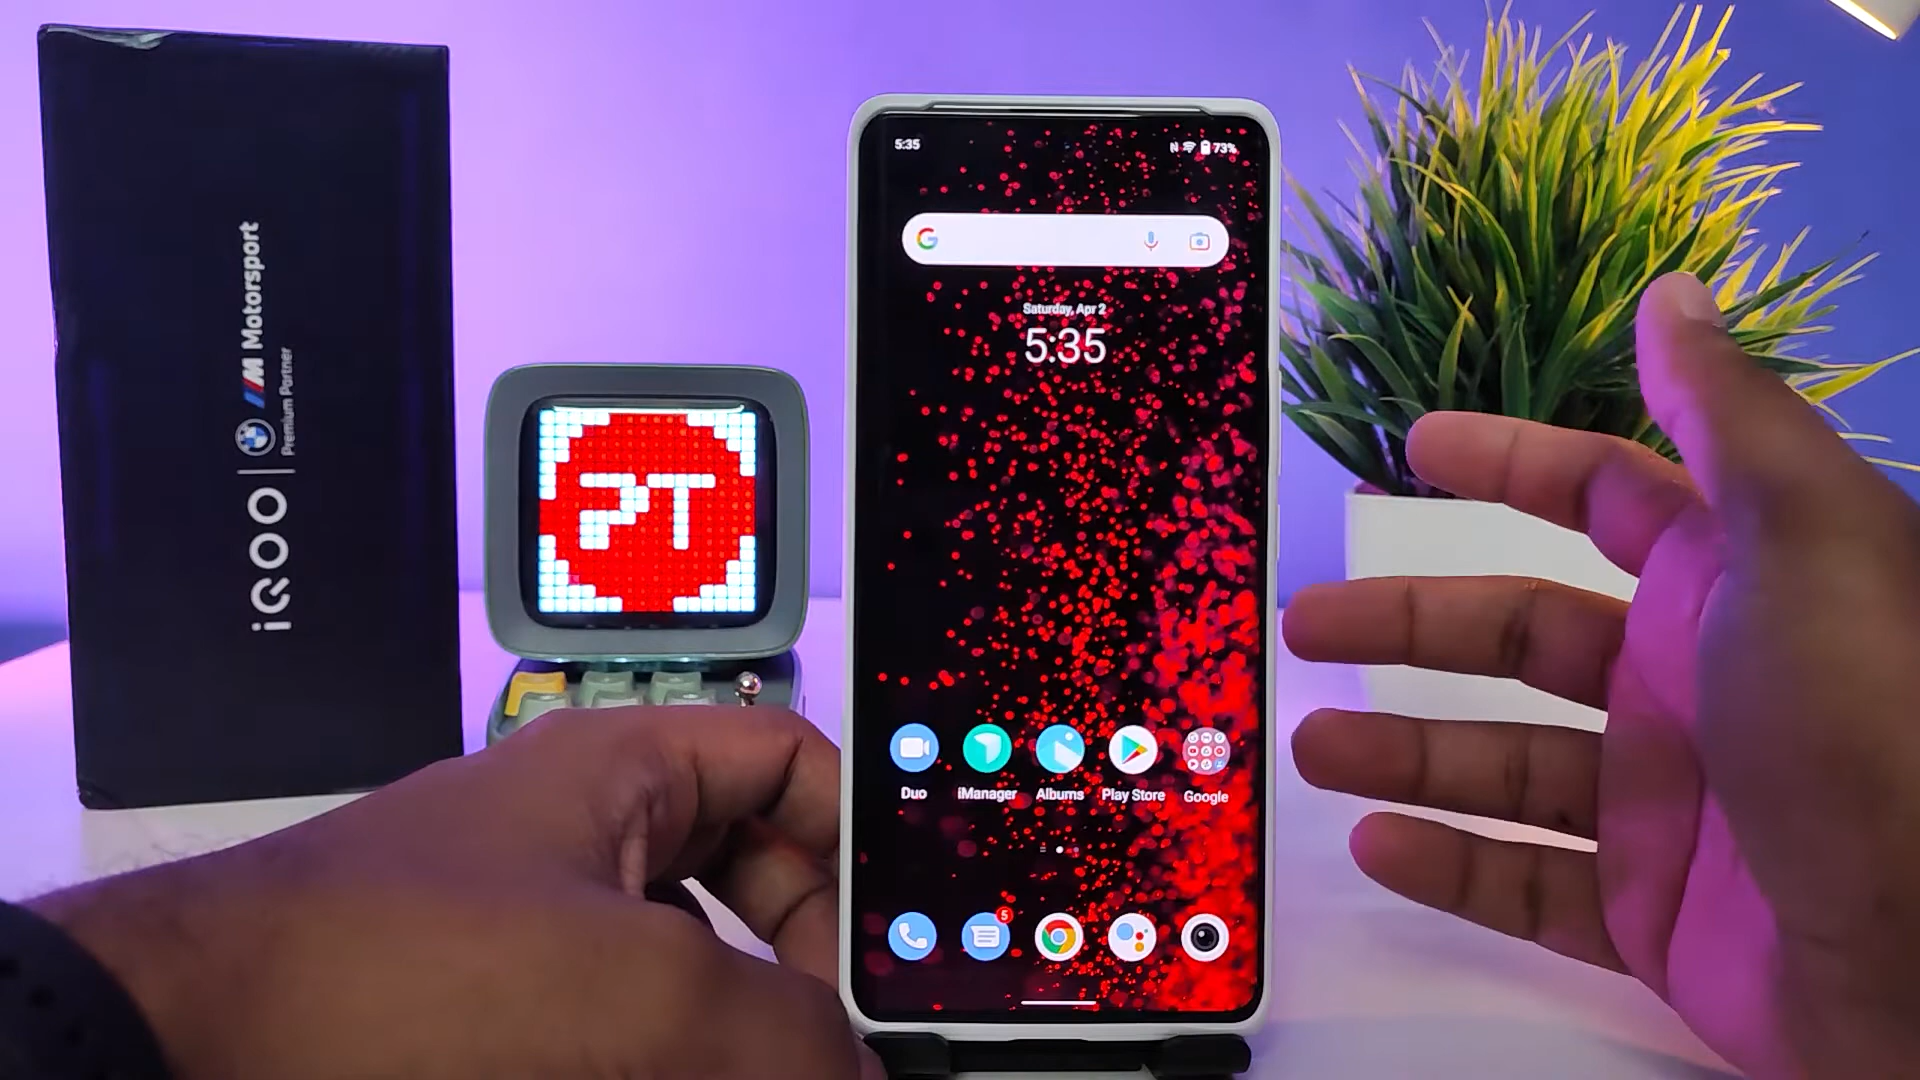 iQOO
M Motorsport
Premium Partner
PT
5:35
73%
G
Saturday, Apr 2
5:35
Duo
iManager
Albums
Play Store
Google
5